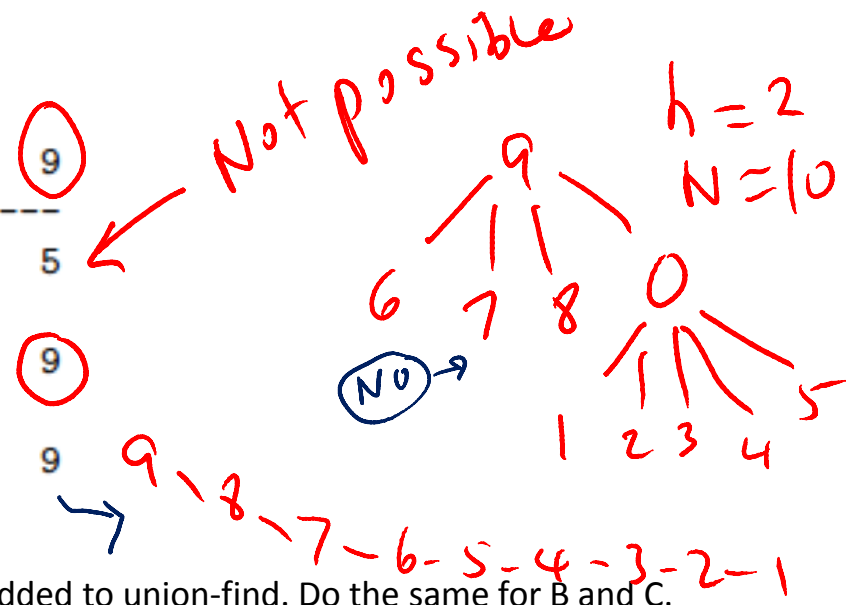 Not possible
h = 2
N = 10
9
9
---
5
6 7 8 0
9
NO
1 2 3 4 5
9
9 8 7-6-5-4-3-2-1
dded to union-find. Do the same for B and C.